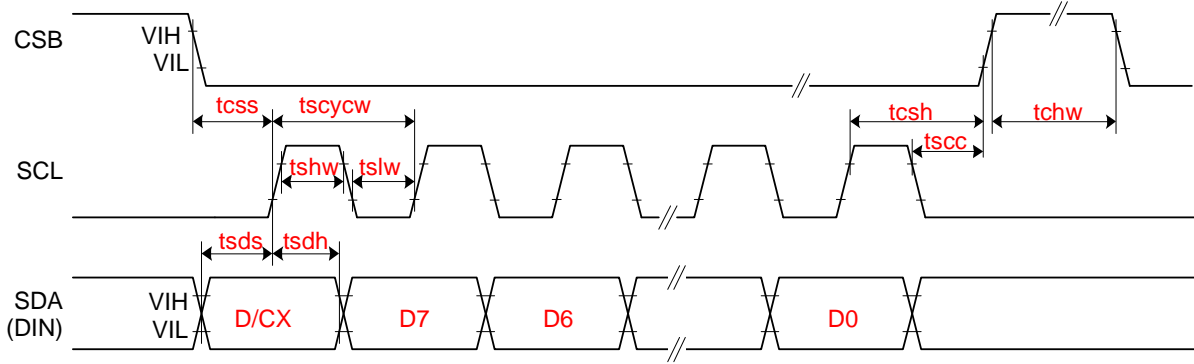 CSB
VIH
VIL
tcss
tscycw
tcsh
tchw
tscc
SCL
tshw
tslw
tsds
tsdh
SDA
(DIN)
VIH
VIL
D/CX
D7
D6
D0